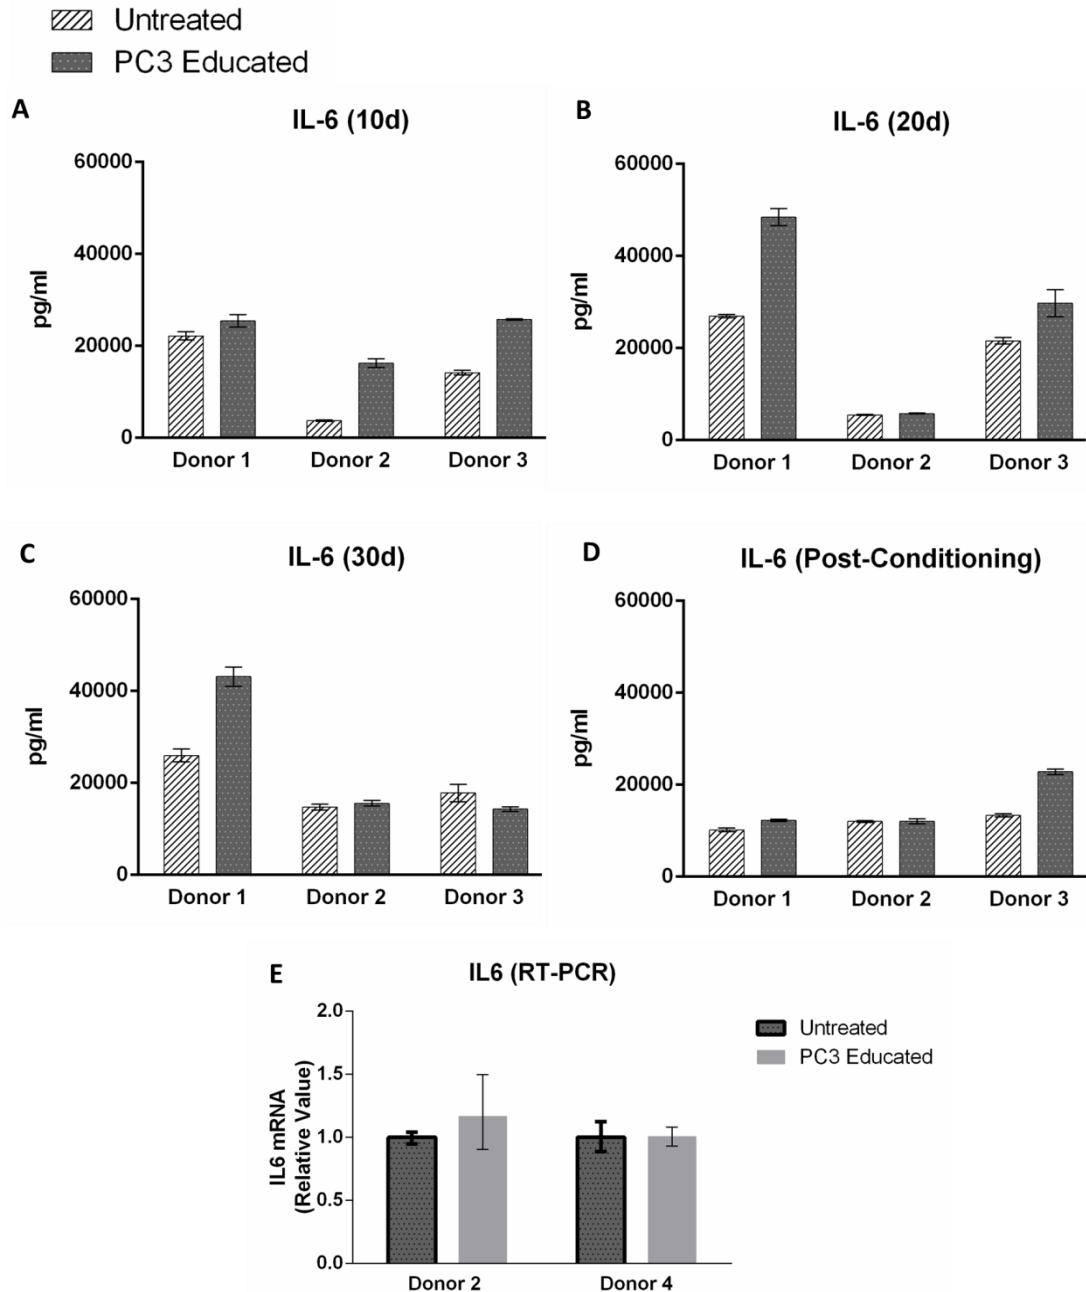 Untreated
PC3 Educated
A
IL-6 (10d)
60000
40000
20000
0
pg/ml
Donor 1 Donor 2 Donor 3
B
IL-6 (20d)
60000
40000
20000
0
pg/ml
Donor 1 Donor 2 Donor 3
C
IL-6 (30d)
60000
40000
20000
0
pg/ml
Donor 1 Donor 2 Donor 3
D
IL-6 (Post-Conditioning)
60000
40000
20000
0
pg/ml
Donor 1 Donor 2 Donor 3
E
IL6 (RT-PCR)
2.0
1.5
1.0
0.5
0.0
IL6 mRNA
(Relative Value)
Donor 2 Donor 4
Untreated
PC3 Educated